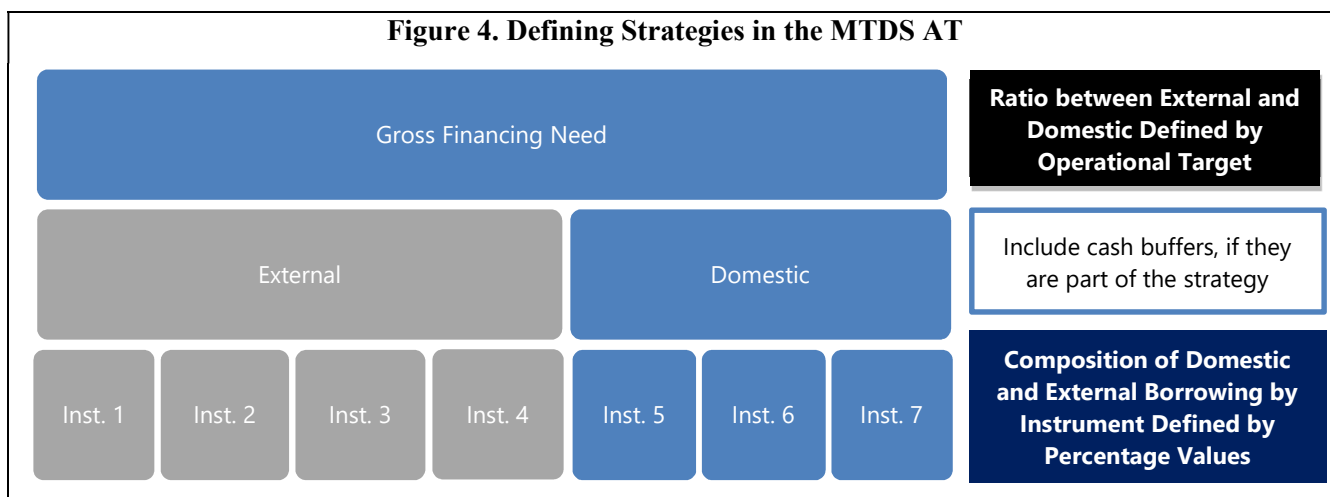 Figure 4. Defining Strategies in the MTDS AT
Gross Financing Need
Ratio between External and
Domestic Defined by
Operational Target
External
Domestic
Include cash buffers, if they
are part of the strategy
Inst. 1
Inst. 2
Inst. 3
Inst. 4
Inst. 5
Inst. 6
Inst. 7
Composition of Domestic
and External Borrowing by
Instrument Defined by
Percentage Values